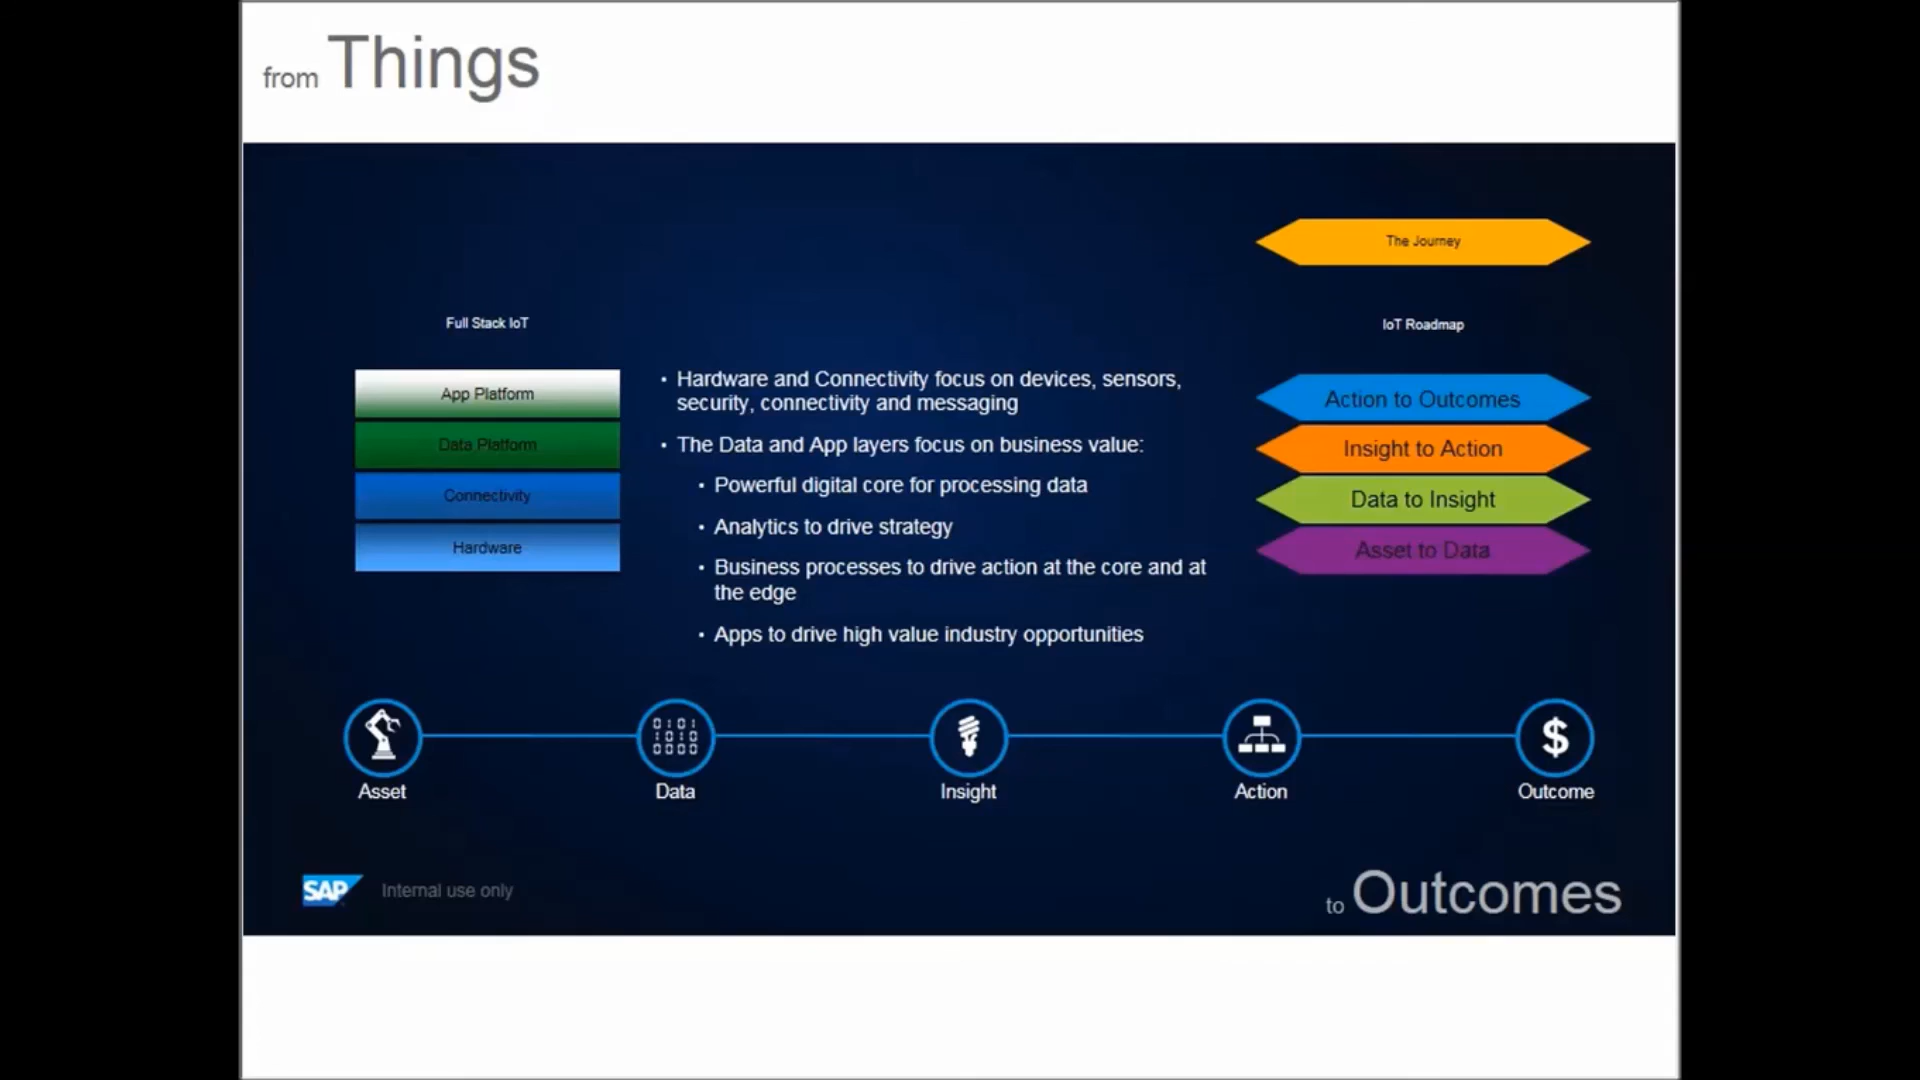 from Things
The Journey
Full Stack IoT
IoT Roadmap
App Platform
Data Platform
Connectivity
Hardware
• Hardware and Connectivity focus on devices, sensors,
security, connectivity and messaging
• The Data and App layers focus on business value:
• Powerful digital core for processing data
• Analytics to drive strategy
• Business processes to drive action at the core and at
the edge
• Apps to drive high value industry opportunities
Action to Outcomes
Insight to Action
Data to Insight
Asset to Data
0101
1010
0000
Asset
Data
Insight
Action
$
Outcome
SAP
Internal use only
to Outcomes